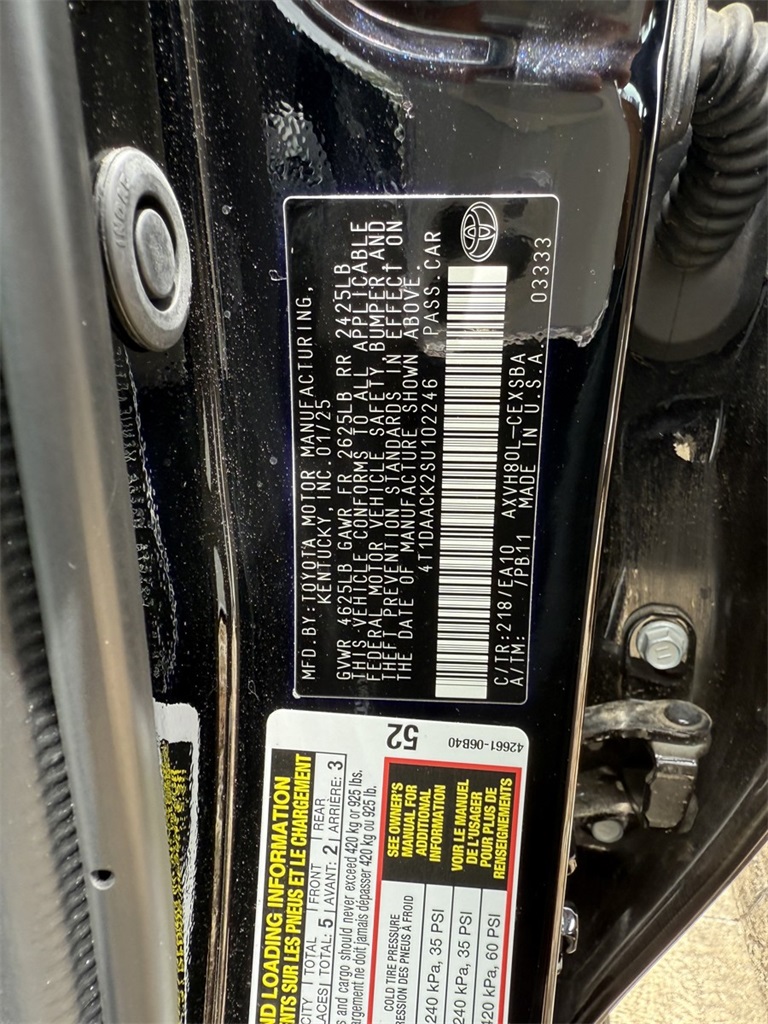 MFD. BY: TOYOTA MOTOR MANUFACTURING,
KENTUCKY, INC. 01/25
GVWR 4625LB GAWR FR 2625LB RR 2425LB
THIS VEHICLE CONFORMS TO ALL APPLICABLE
FEDERAL MOTOR VEHICLE SAFETY, BUMPER AND
THEFT PREVENTION STANDARDS IN EFFECT ON
THE DATE OF MANUFACTURE SHOWN ABOVE.
4T1DAACK2SU102246 PASS. CAR
C/TR: 218/EA10 AXVH80L-CEXSBA 03333
A/TM: /PB11 MADE IN U.S.A.
ND LOADING INFORMATION
ENTS SUR LES PNEUS ET LE CHARGEMENT
CITY TOTAL FRONT REAR
LACES TOTAL: 5 AVANT: 2 ARRIÈRE: 3
s and cargo should never exceed 420 kg or 925 lbs.
argement ne doit jamais dépasser 420 kg ou 925 lb.
COLD TIRE PRESSURE
RESSION DES PNEUS À FROID
240 kPa, 35 PSI
240 kPa, 35 PSI
420 kPa, 60 PSI
SEE OWNER'S
MANUAL FOR
ADDITIONAL
INFORMATION
VOIR LE MANUEL
DE L'USAGER
POUR PLUS DE
RENSEIGNEMENTS
52
42661-06B40